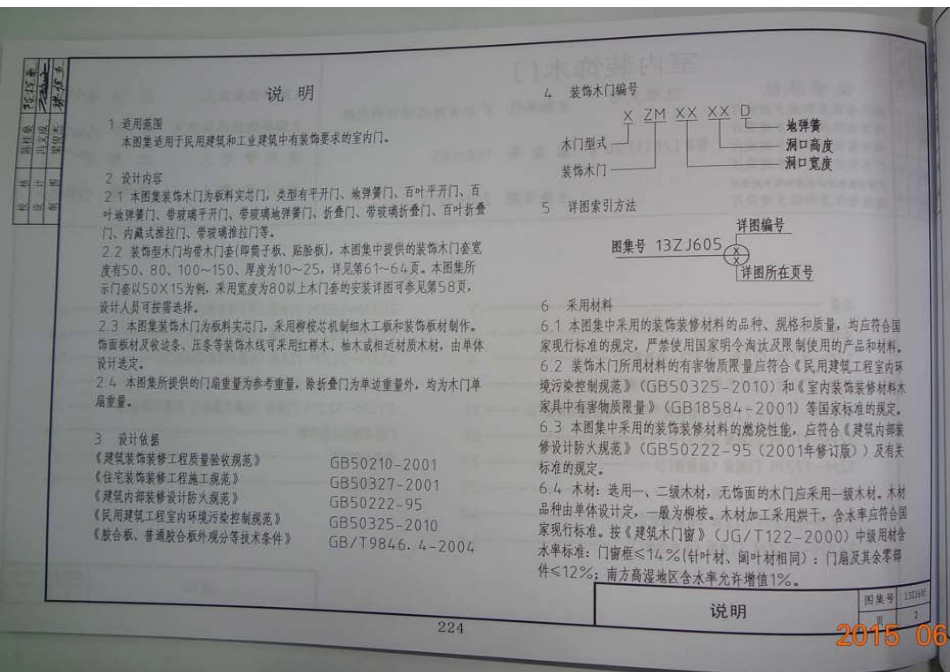 说 明
1 适用范围
本图集适用于民用建筑和工业建筑中有装饰要求的室内门。
2 设计内容
2.1 本图集装饰木门为板料实芯门，类型有平开门、地弹簧门、百叶平开门、百
叶地弹簧门、带玻璃平开门、带玻璃地弹簧门、折叠门、带玻璃折叠门、百叶折叠
门、内藏式推拉门、带玻璃推拉门等。
2.2 装饰型木门均带木门套(即筒子板、贴脸板)，本图集中提供的装饰木门套宽
度有50、80、100~150、厚度为10~25，详见第61~64页。本图集所
示门套以50X15为例，采用宽度为80以上木门套的安装详图可参见第58页，
设计人员可按需选择。
2.3 本图集装饰木门为板料实芯门，采用柳桉芯机制细木工板和装饰板材制作。
饰面板材及嵌边条、压条等装饰木线可采用红榉木、柚木或相近材质木材，由单体
设计选定。
2.4 本图集所提供的门扇重量为参考重量，除折叠门为单边重量外，均为木门单
扇重量。
3 设计依据
《建筑装饰装修工程质量验收规范》 GB50210-2001
《住宅装饰装修工程施工规范》 GB50327-2001
《建筑内部装修设计防火规范》 GB50222-95
《民用建筑工程室内环境污染控制规范》 GB50325-2010
《胶合板、普通胶合板外观分等技术条件》 GB/T9846.4-2004
4 装饰木门编号
X ZM XX XX D
地弹簧
洞口高度
洞口宽度
木门型式
装饰木门
5 详图索引方法
详图编号
图集号 13ZJ605 X X
详图所在页号
6 采用材料
6.1 本图集中采用的装饰装修材料的品种、规格和质量，均应符合国
家现行标准的规定，严禁使用国家明令淘汰及限制使用的产品和材料。
6.2 装饰木门所用材料的有害物质限量应符合《民用建筑工程室内环
境污染控制规范》(GB50325-2010)和《室内装饰装修材料木
家具中有害物质限量》(GB18584-2001)等国家标准的规定。
6.3 本图集中采用的装饰装修材料的燃烧性能，应符合《建筑内部装
修设计防火规范》(GB50222-95(2001年修订版))及有关
标准的规定。
6.4 木材：选用一、二级木材，无饰面的木门应采用一级木材。木材
品种由单体设计定，一般为柳桉。木材加工采用烘干，含水率应符合国
家现行标准。按《建筑木门窗》(JG/T122-2000)中级用材含
水率标准：门窗框≤14%(针叶材、阔叶材相同)：门扇及其余零部
件≤12%；南方高湿地区含水率允许增值1%。
说明
图集号 13ZJ605
页 2
224
校 核
设 计
制 图
2015 06